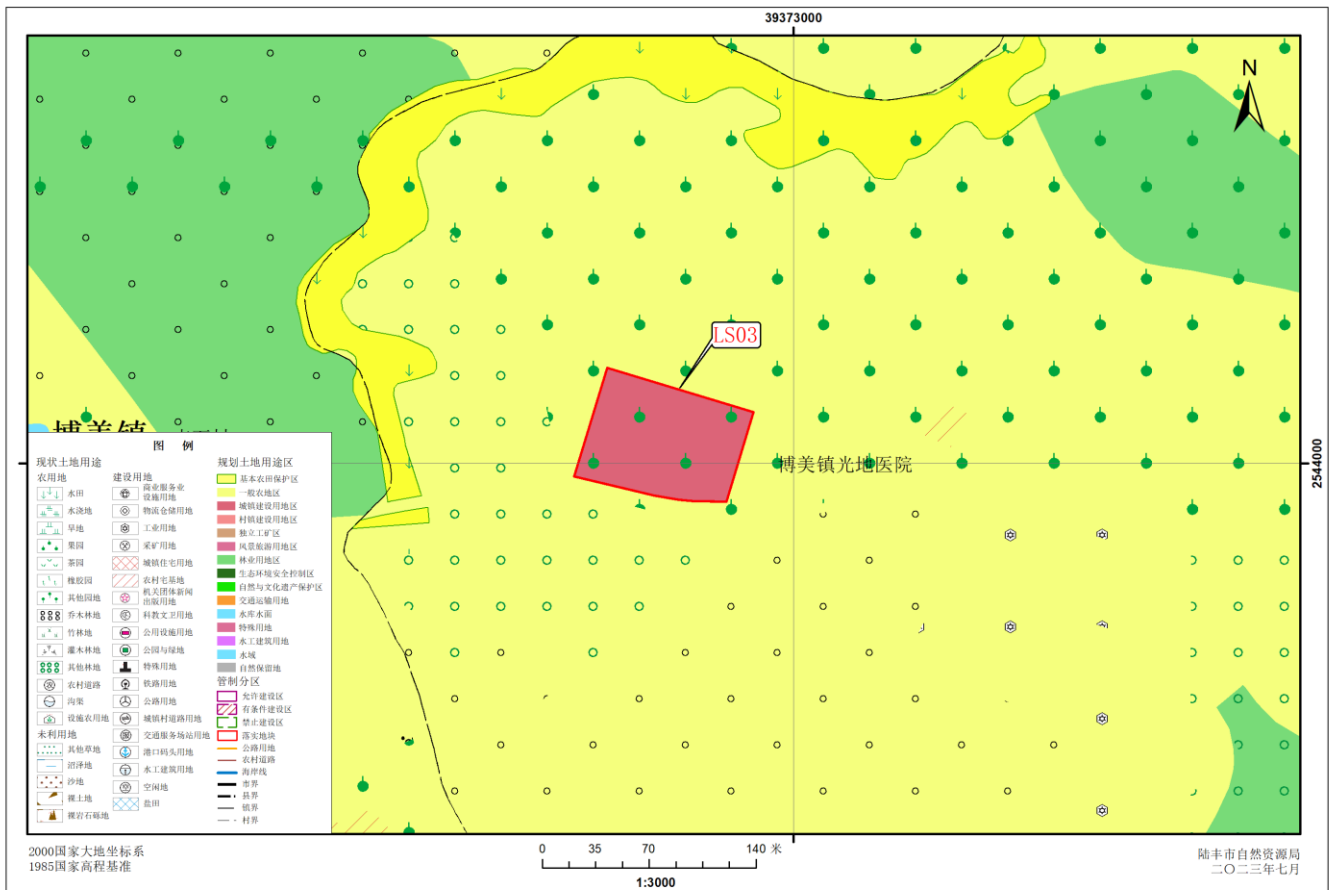 39373000
N
LS03
博美镇
博美镇光地医院
2544000
图 例
现状土地用途
农用地
水田
水浇地
旱地
果园
茶园
橡胶园
其他园地
乔木林地
竹林地
灌木林地
其他林地
农村道路
沟渠
设施农用地
未利用地
其他草地
沼泽地
沙地
裸土地
裸岩石砾地
建设用地
商业服务业
设施用地
物流仓储用地
工业用地
采矿用地
城镇住宅用地
农村宅基地
机关团体新闻
出版用地
科教文卫用地
公用设施用地
公园与绿地
特殊用地
铁路用地
公路用地
城镇村道路用地
交通服务场站用地
港口码头用地
水工建筑用地
空闲地
盐田
规划土地用途区
基本农田保护区
一般农地区
城镇建设用地区
村镇建设用地区
独立工矿区
风景旅游用地区
林业用地区
生态环境安全控制区
自然与文化遗产保护区
交通运输用地
水库水面
特殊用地
水工建筑用地
水域
自然保留地
管制分区
允许建设区
有条件建设区
禁止建设区
落实地块
公路用地
农村道路
海岸线
市界
县界
镇界
村界
2000国家大地坐标系
1985国家高程基准
0 35 70 140 米
1:3000
陆丰市自然资源局
二〇二三年七月